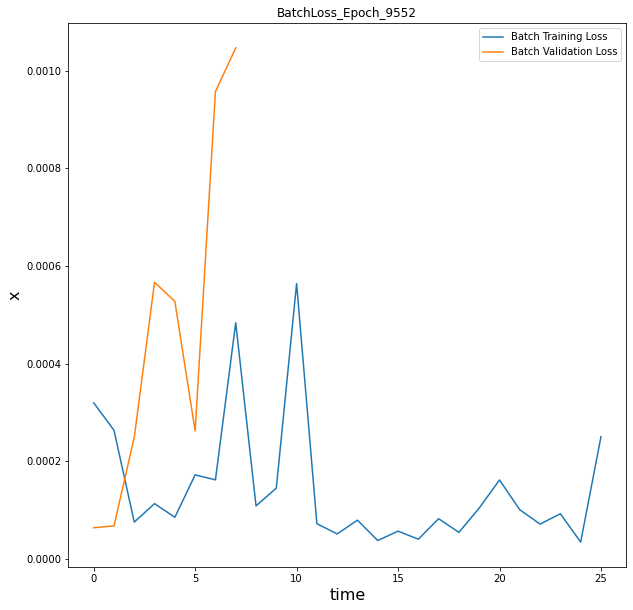 BatchLoss_Epoch_9552
Batch Training Loss
Batch Validation Loss
0.0010
0.0008
0.0006
0.0004
0.0002
0.0000
x
0 5 10 15 20 25
time